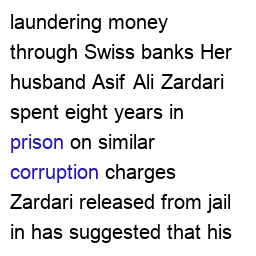 laundering money
through Swiss banks Her
husband Asif Ali Zardari
spent eight years in
prison on similar
corruption charges
Zardari released from jail
in has suggested that his